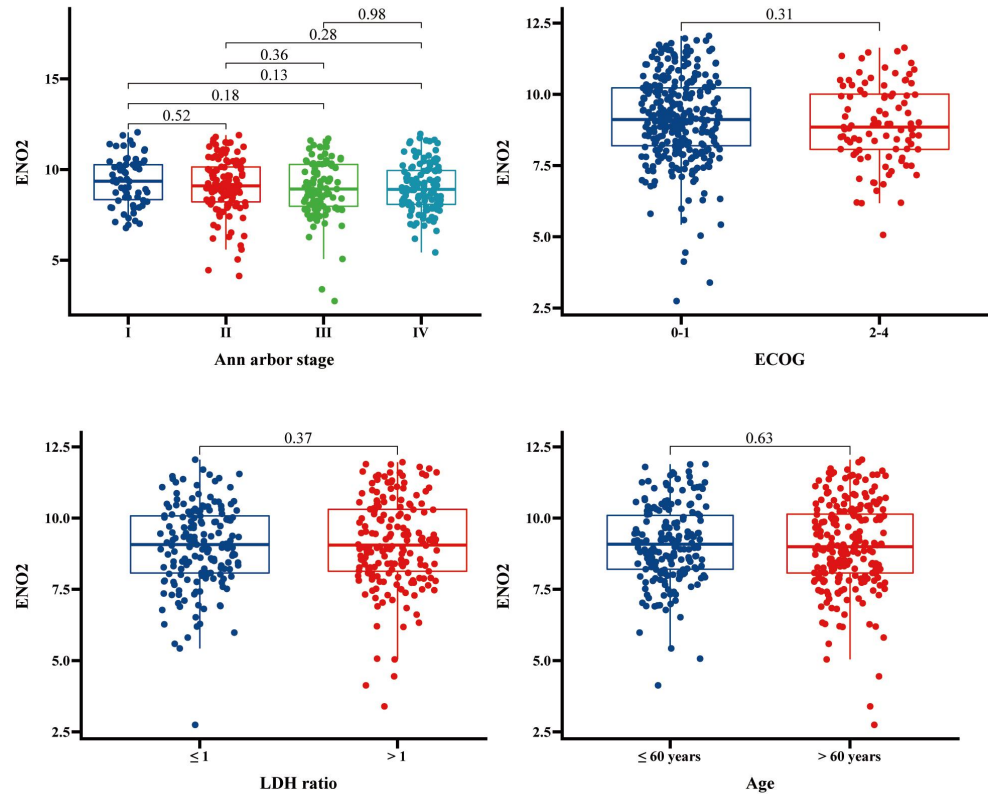 0.98
0.28
0.36
0.13
0.18
0.52
ENO2
15
10
5
I II III IV
Ann arbor stage
0.31
ENO2
12.5
10.0
7.5
5.0
2.5
0-1 2-4
ECOG
0.37
ENO2
12.5
10.0
7.5
5.0
2.5
≤ 1 > 1
LDH ratio
0.63
ENO2
12.5
10.0
7.5
5.0
2.5
≤ 60 years > 60 years
Age